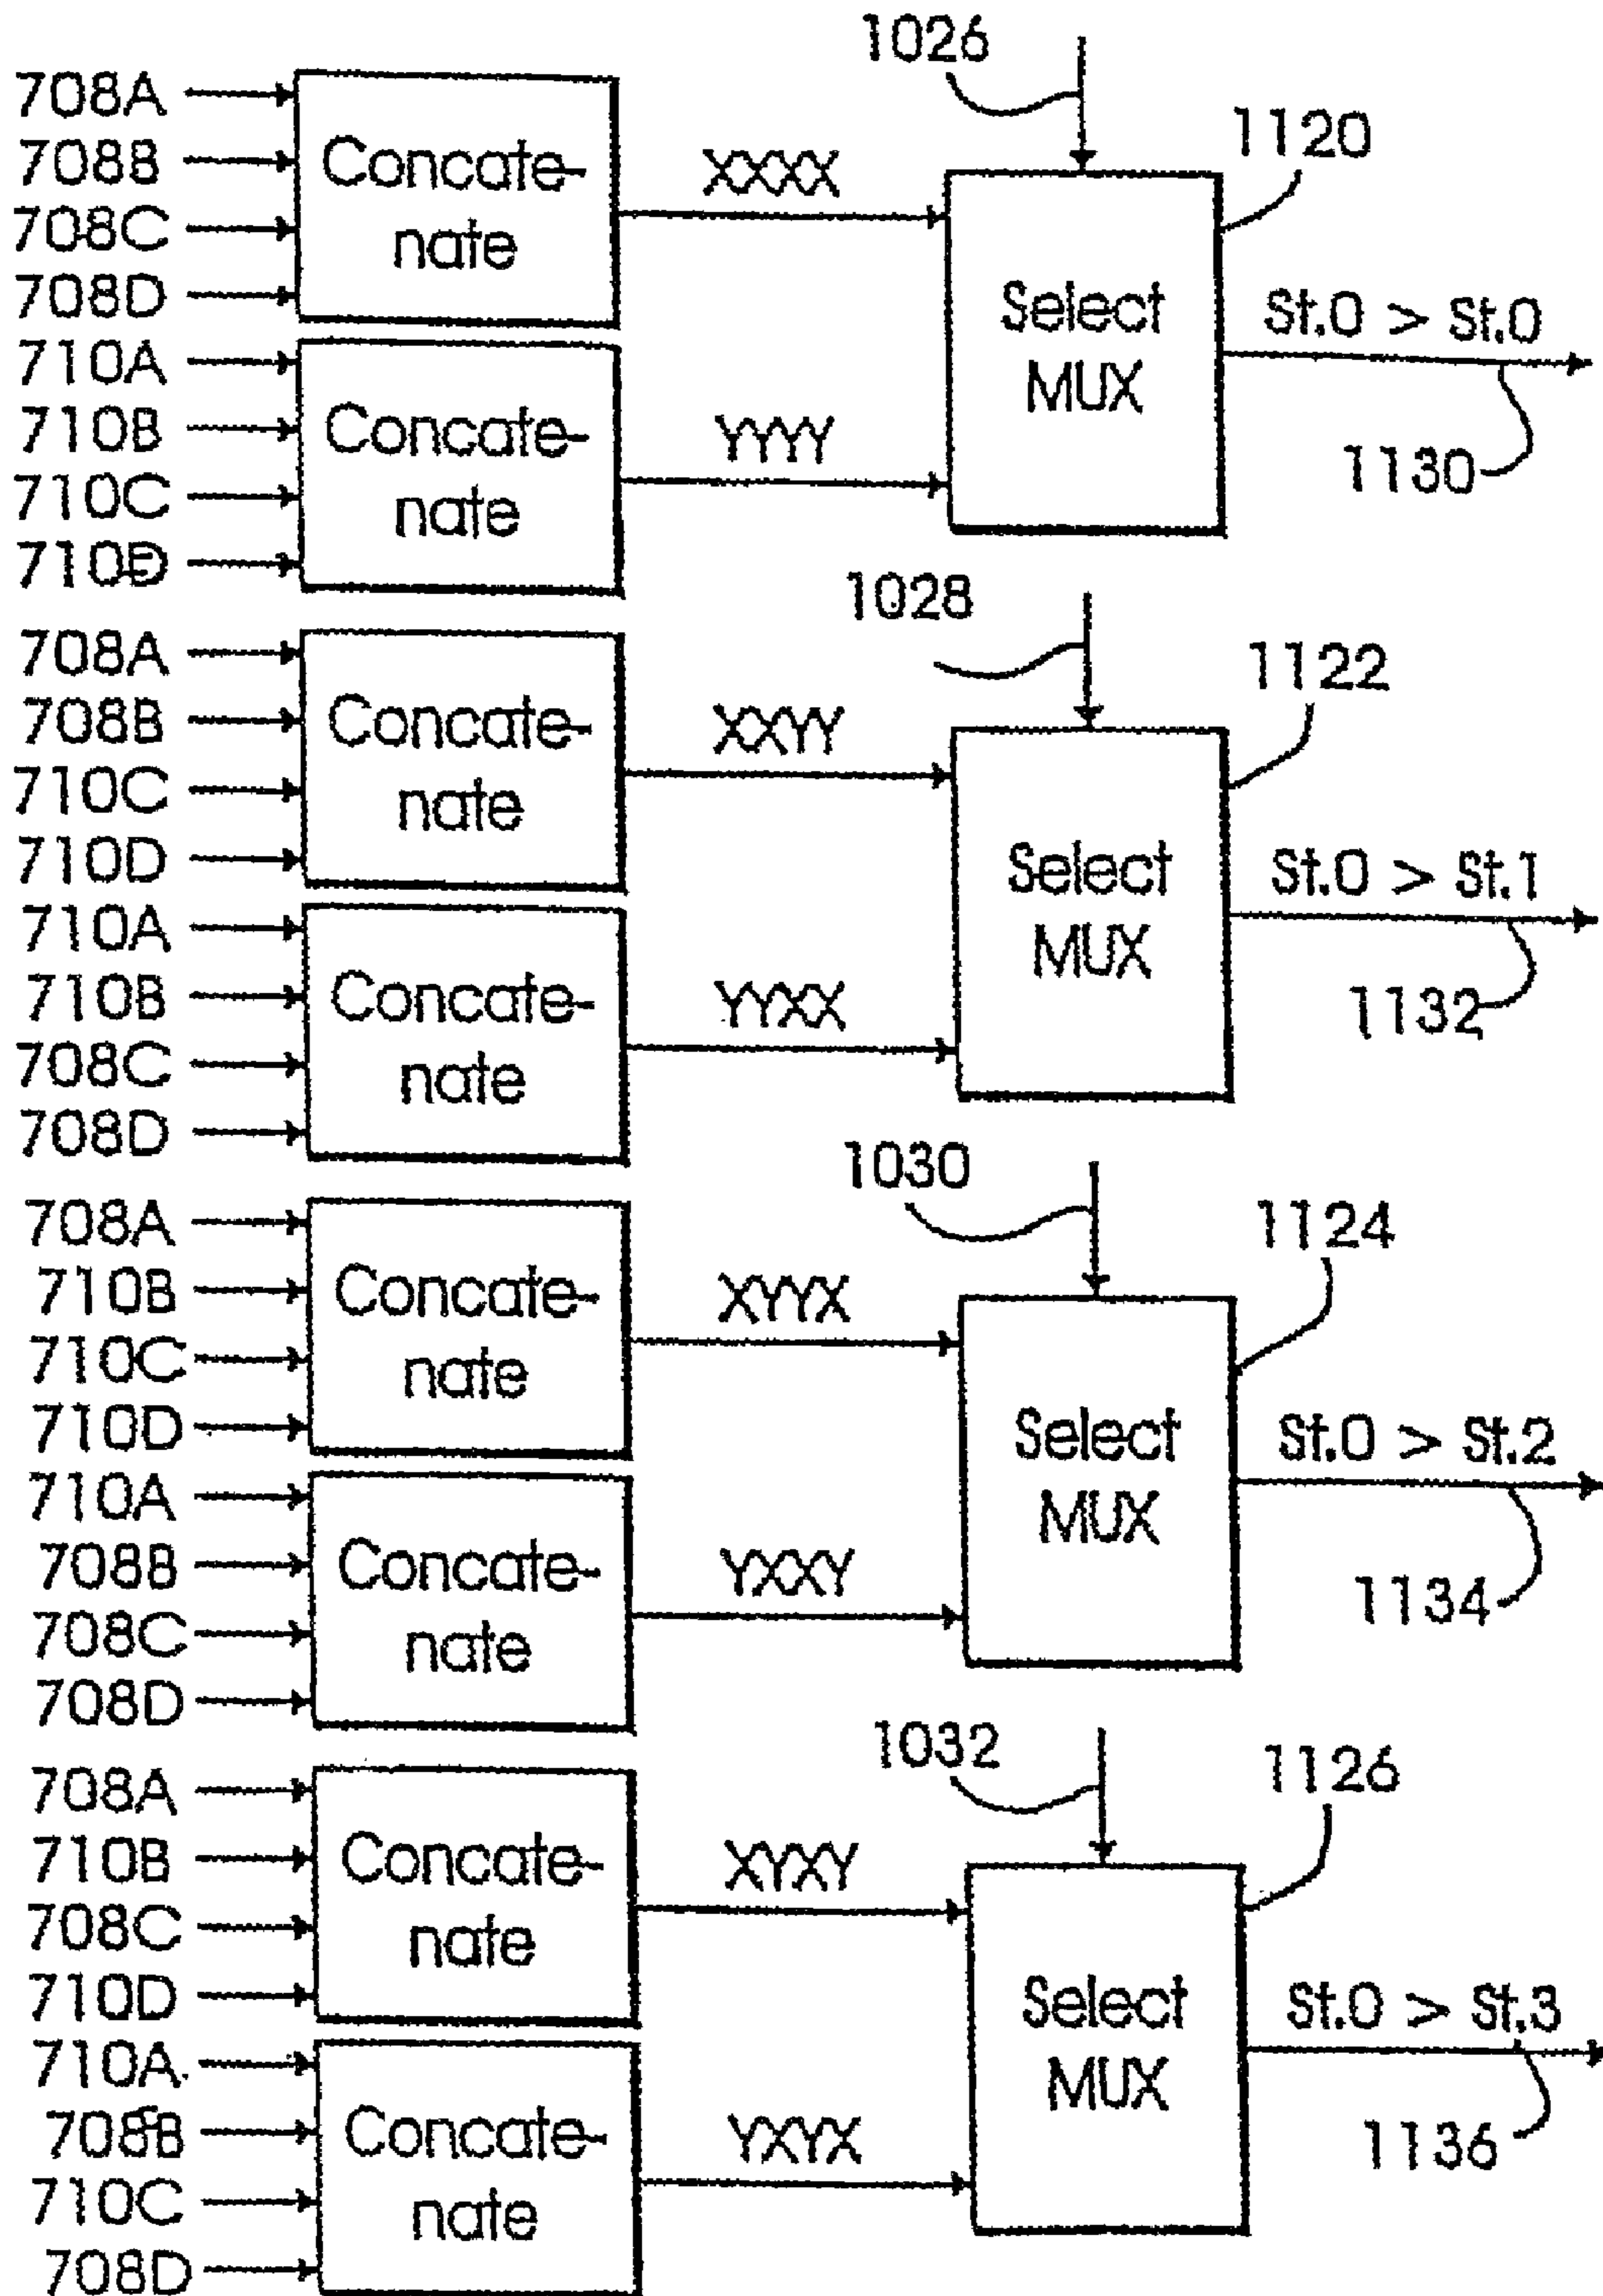 1026
708A
708B
708C
708D
Concate-
nate
XXXX
1120
Select
MUX
St.0 > St.0
1130
710A
710B
710C
710D
Concate-
nate
YYYY
1028
708A
708B
710C
710D
Concate-
nate
XXYY
1122
Select
MUX
St.0 > St.1
1132
710A
710B
708C
708D
Concate-
nate
YYXX
1030
708A
710B
710C
710D
Concate-
nate
XYYX
1124
Select
MUX
St.0 > St.2
1134
710A
708B
708C
708D
Concate-
nate
YXXY
1032
708A
710B
708C
710D
Concate-
nate
XYXY
1126
Select
MUX
St.0 > St.3
1136
710A
708B
710C
708D
Concate-
nate
YXYX